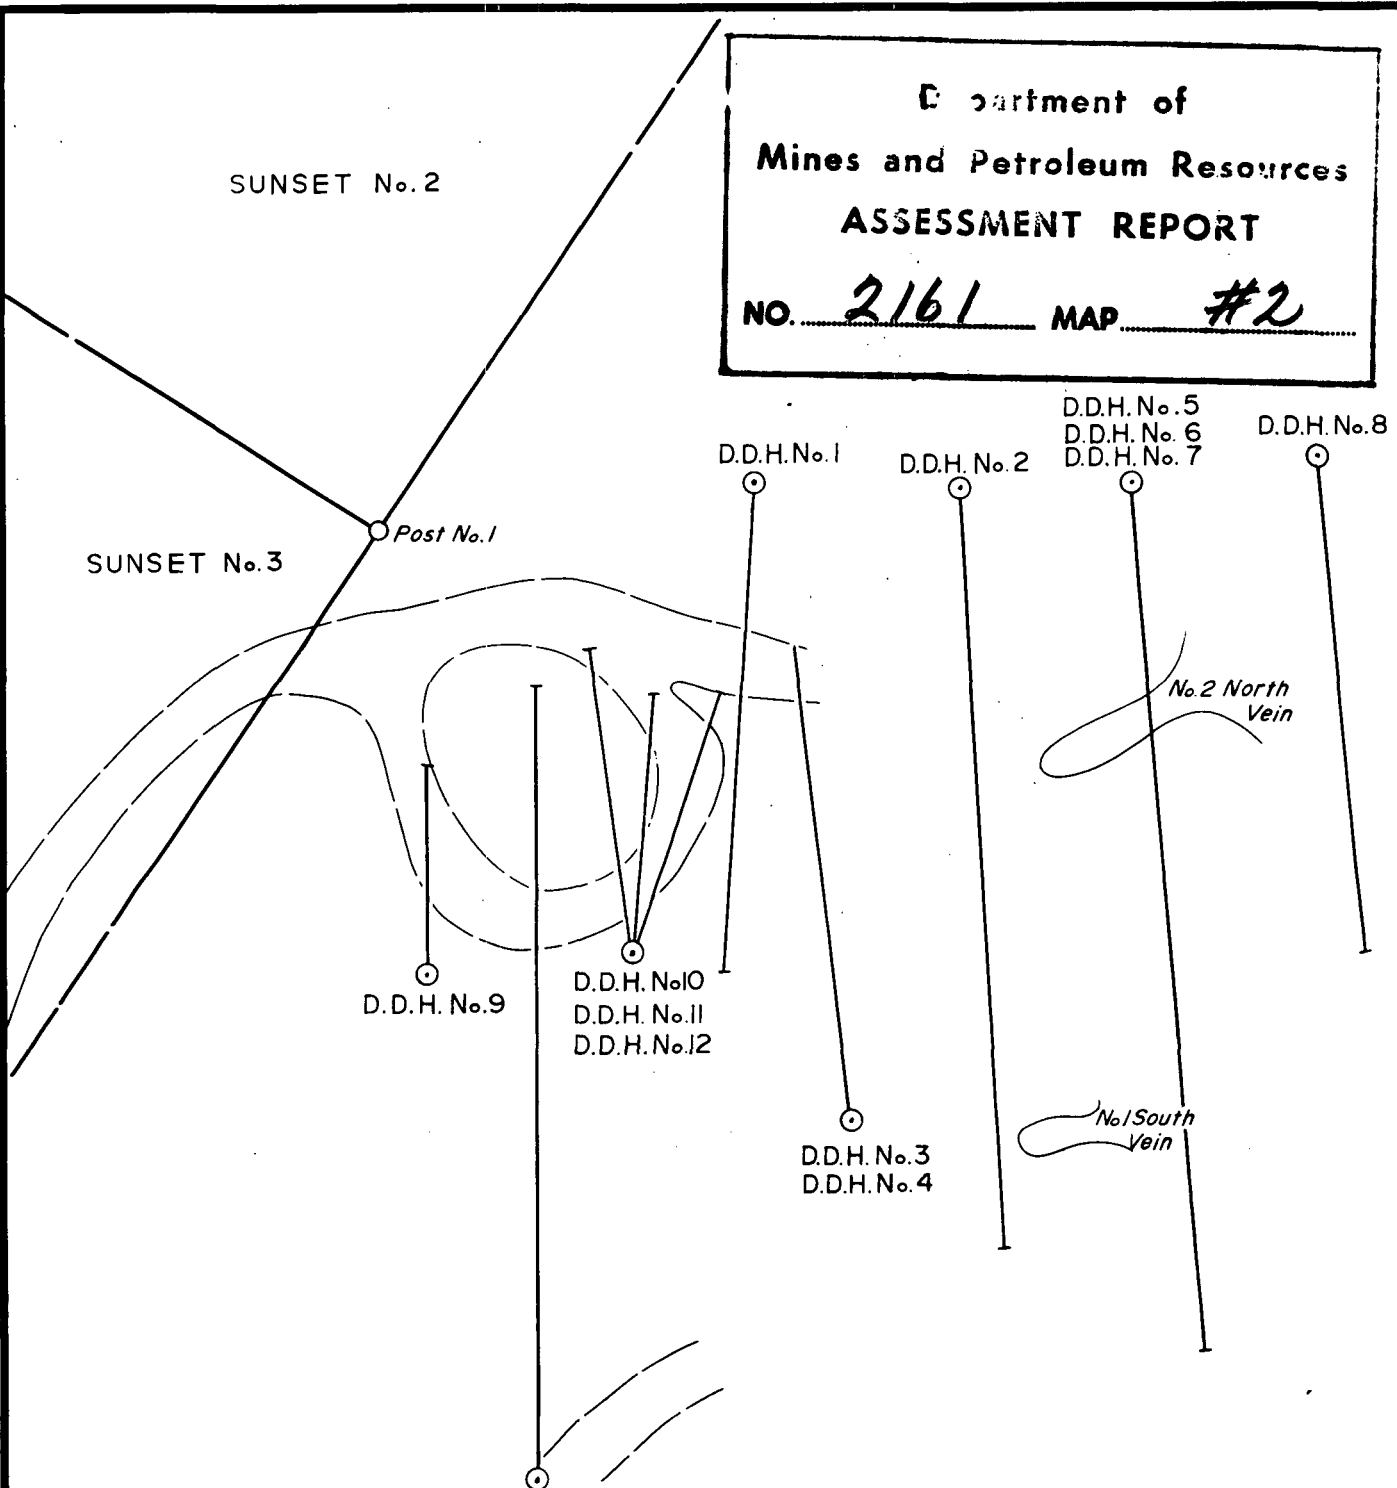 Department of
Mines and Petroleum Resources
ASSESSMENT REPORT
NO. 2161 MAP #2
SUNSET No. 2
D.D.H. No. 1
D.D.H. No. 2
D.D.H. No. 5
D.D.H. No. 6
D.D.H. No. 7
D.D.H. No. 8
Post No. 1
SUNSET No. 3
No. 2 North
Vein
D.D.H. No. 9
D.D.H. No 10
D.D.H. No. 11
D.D.H. No. 12
No 1 South
Vein
D.D.H. No. 3
D.D.H. No. 4